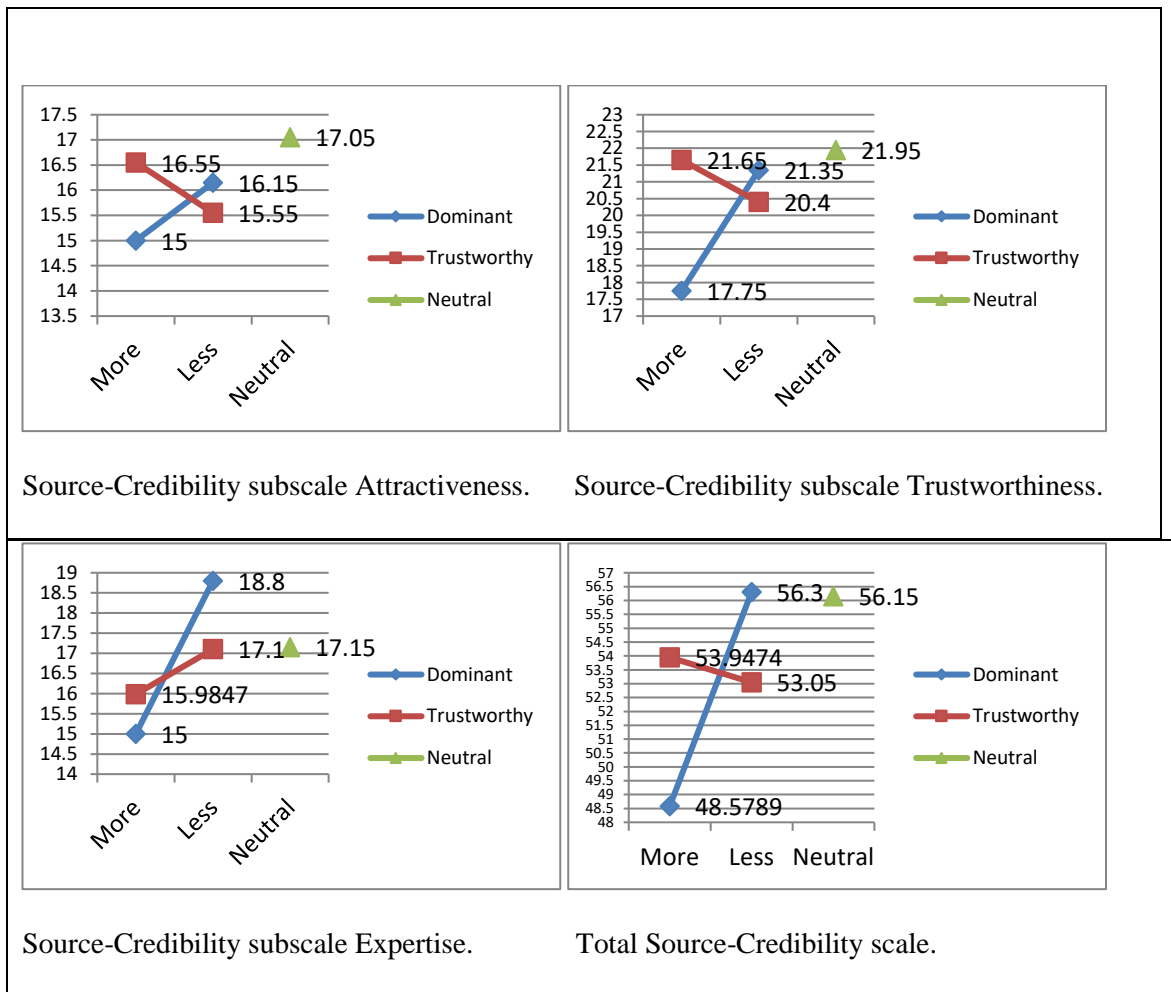 17.5
17
16.5
16
15.5
15
14.5
14
13.5
16.55
15
16.15
15.55
17.05
More
Less
Neutral
Dominant
Trustworthy
Neutral
23
22.5
22
21.5
21
20.5
20
19.5
19
18.5
18
17.5
17
21.65
17.75
21.35
20.4
21.95
More
Less
Neutral
Dominant
Trustworthy
Neutral
Source-Credibility subscale Attractiveness.
Source-Credibility subscale Trustworthiness.
19
18.5
18
17.5
17
16.5
16
15.5
15
14.5
14
18.8
17.1
17.15
15.9847
15
More
Less
Neutral
Dominant
Trustworthy
Neutral
57
56.5
56
55.5
55
54.5
54
53.5
53
52.5
52
51.5
51
50.5
50
49.5
49
48.5
48
56.3
56.15
53.9474
53.05
48.5789
More Less Neutral
Dominant
Trustworthy
Neutral
Source-Credibility subscale Expertise.
Total Source-Credibility scale.